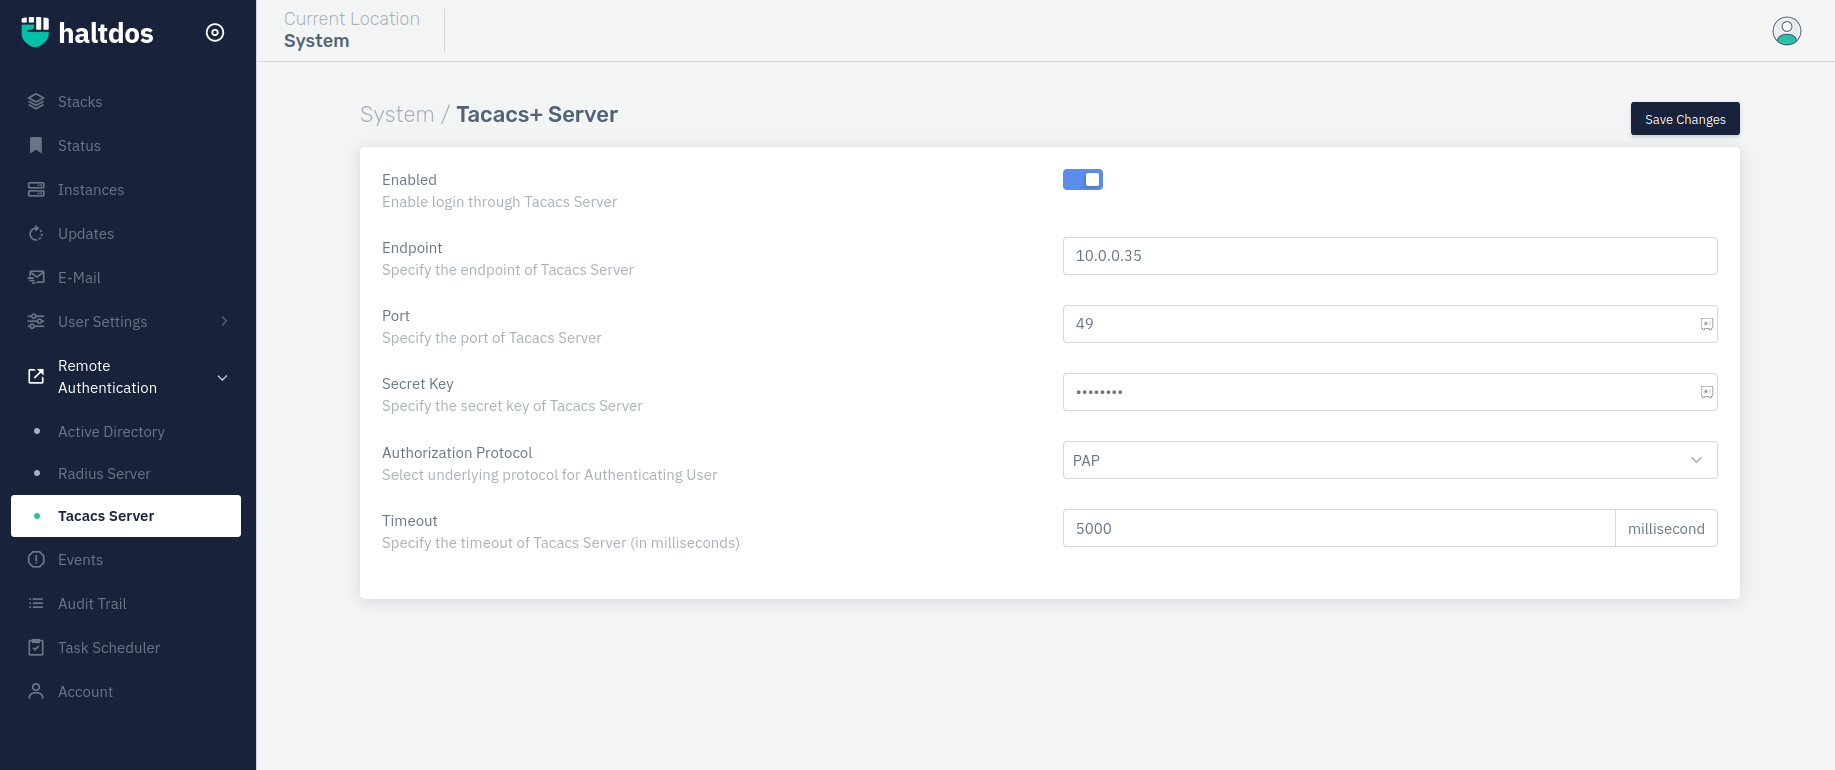 haltdos
Current Location
System
Stacks
Status
Instances
Updates
E-Mail
User Settings
Remote
Authentication
Active Directory
Radius Server
Tacacs Server
Events
Audit Trail
Task Scheduler
Account
System / Tacacs+ Server
Save Changes
Enabled
Enable login through Tacacs Server
Endpoint
Specify the endpoint of Tacacs Server
10.0.0.35
Port
Specify the port of Tacacs Server
49
Secret Key
Specify the secret key of Tacacs Server
••••••••
Authorization Protocol
Select underlying protocol for Authenticating User
PAP
Timeout
Specify the timeout of Tacacs Server (in milliseconds)
5000 millisecond